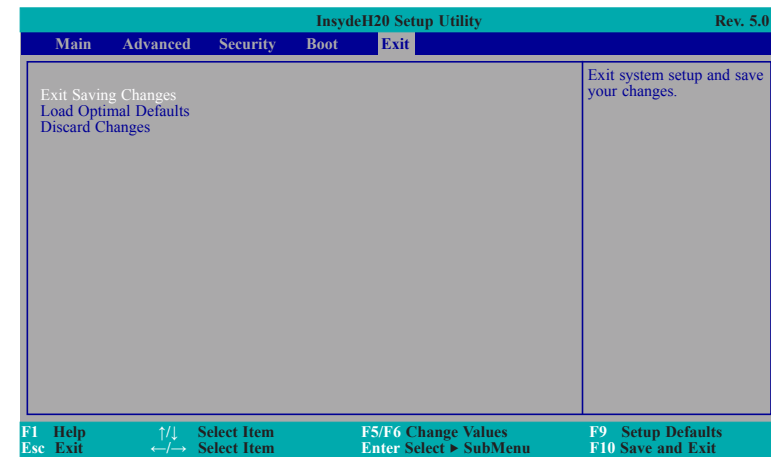 InsydeH20 Setup Utility Rev. 5.0
Main Advanced Security Boot Exit
Exit Saving Changes
Load Optimal Defaults
Discard Changes
Exit system setup and save
your changes.
F1 Help ↑/↓ Select Item F5/F6 Change Values F9 Setup Defaults
Esc Exit ←/→ Select Item Enter Select ► SubMenu F10 Save and Exit